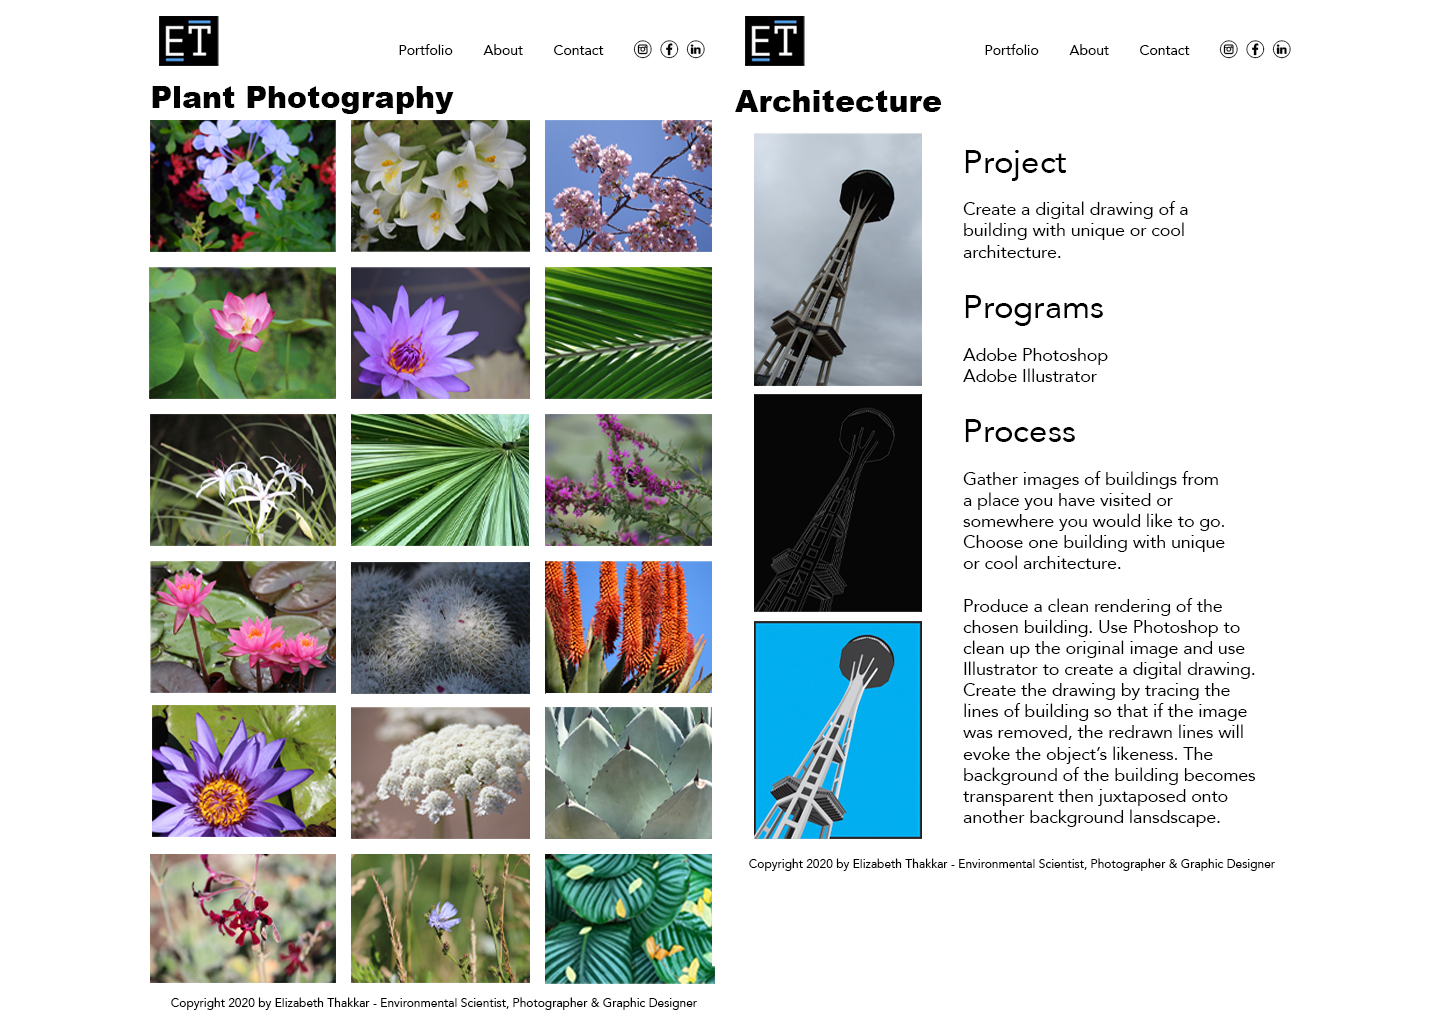 ET
Portfolio About Contact
Plant Photography
Copyright 2020 by Elizabeth Thakkar - Environmental Scientist, Photographer & Graphic Designer
ET
Portfolio About Contact
Architecture
Project
Create a digital drawing of a
building with unique or cool
architecture.
Programs
Adobe Photoshop
Adobe Illustrator
Process
Gather images of buildings from
a place you have visited or
somewhere you would like to go.
Choose one building with unique
or cool architecture.
Produce a clean rendering of the
chosen building. Use Photoshop to
clean up the original image and use
Illustrator to create a digital drawing.
Create the drawing by tracing the
lines of building so that if the image
was removed, the redrawn lines will
evoke the object’s likeness. The
background of the building becomes
transparent then juxtaposed onto
another background lansdscape.
Copyright 2020 by Elizabeth Thakkar - Environmental Scientist, Photographer & Graphic Designer